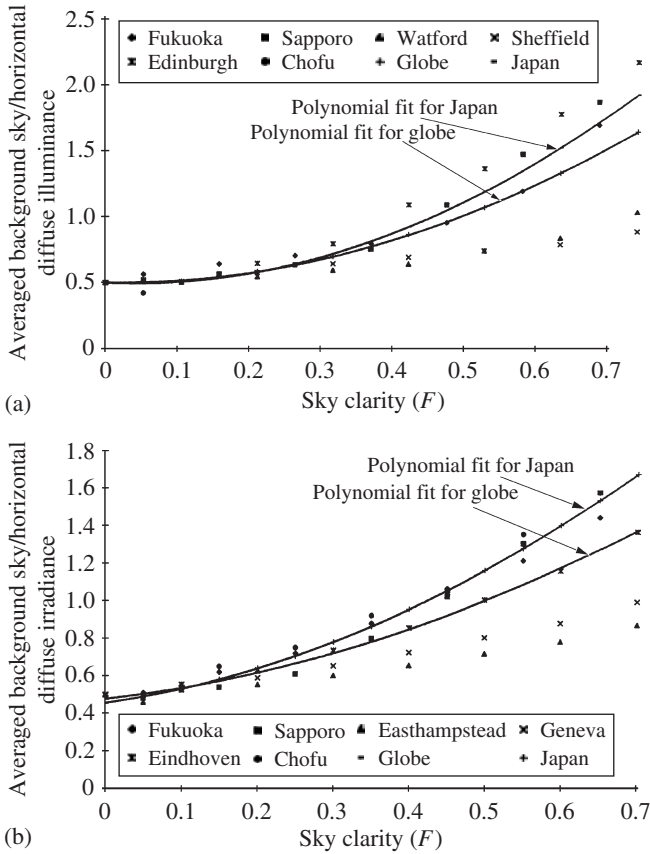 Averaged background sky/horizontal
diffuse illuminance
2.5
2.0
1.5
1.0
0.5
0
Fukuoka Sapporo Watford Sheffield
Edinburgh Chofu Globe Japan
Polynomial fit for Japan
Polynomial fit for globe
0 0.1 0.2 0.3 0.4 0.5 0.6 0.7
(a)
Sky clarity (F)
Averaged background sky/horizontal
diffuse irradiance
1.8
1.6
1.4
1.2
1.0
0.8
0.6
0.4
0.2
0
Polynomial fit for Japan
Polynomial fit for globe
Fukuoka Sapporo Easthampstead Geneva
Eindhoven Chofu Globe Japan
0 0.1 0.2 0.3 0.4 0.5 0.6 0.7
(b)
Sky clarity (F)